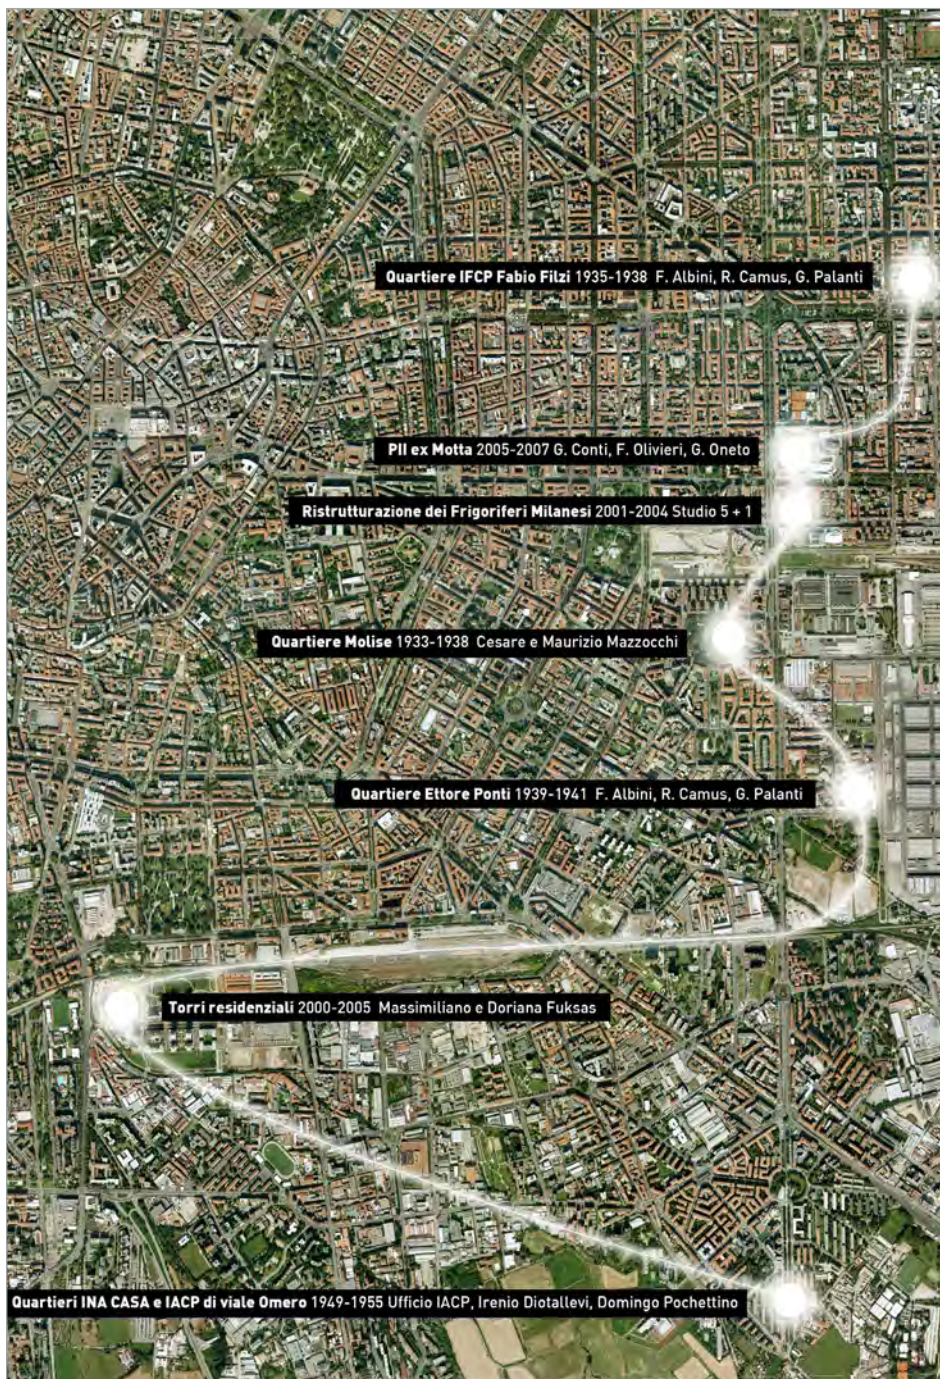 Quartiere IFCP Fabio Filzi 1935-1938 F. Albini, R. Camus, G. Palanti
PII ex Motta 2005-2007 G. Conti, F. Olivieri, G. Oneto
Ristrutturazione dei Frigoriferi Milanesi 2001-2004 Studio 5 + 1
Quartiere Molise 1933-1938 Cesare e Maurizio Mazzocchi
Quartiere Ettore Ponti 1939-1941 F. Albini, R. Camus, G. Palanti
Torri residenziali 2000-2005 Massimiliano e Doriana Fuksas
Quartieri INA CASA e IACP di viale Omero 1949-1955 Ufficio IACP, Irenio Diotallevi, Domingo Pochettino